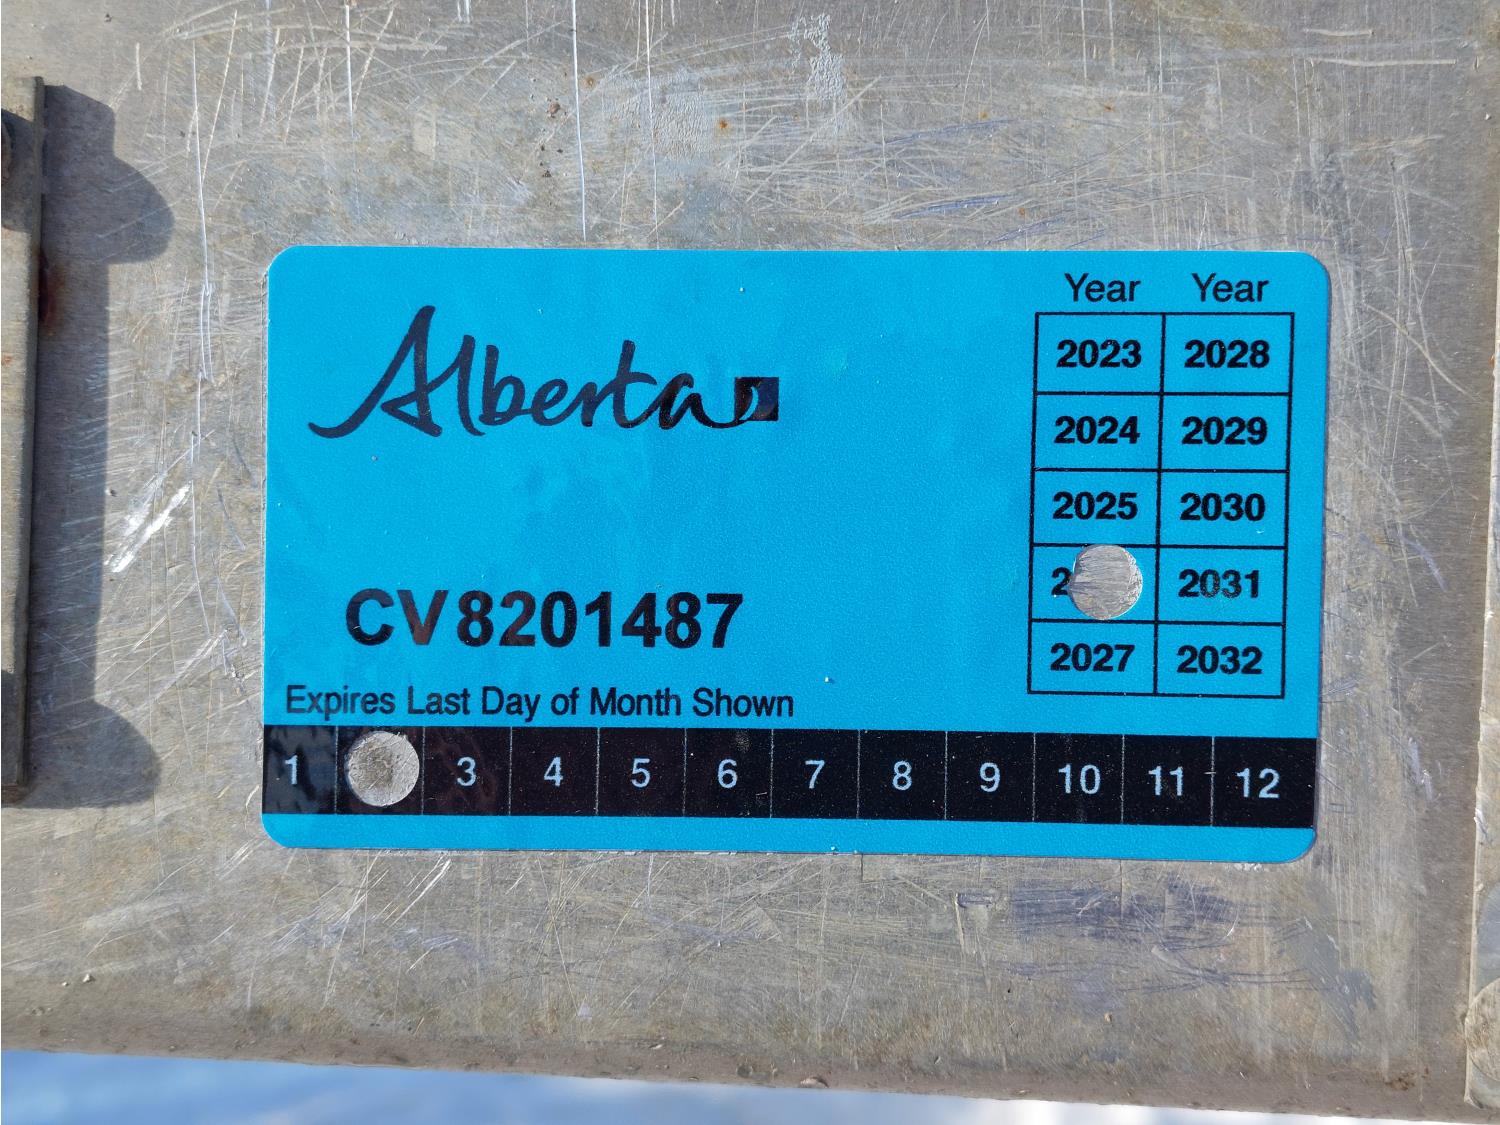 Alberta
Year Year
2023 2028
2024 2029
2025 2030
2031
2027 2032
CV8201487
Expires Last Day of Month Shown
1 3 4 5 6 7 8 9 10 11 12